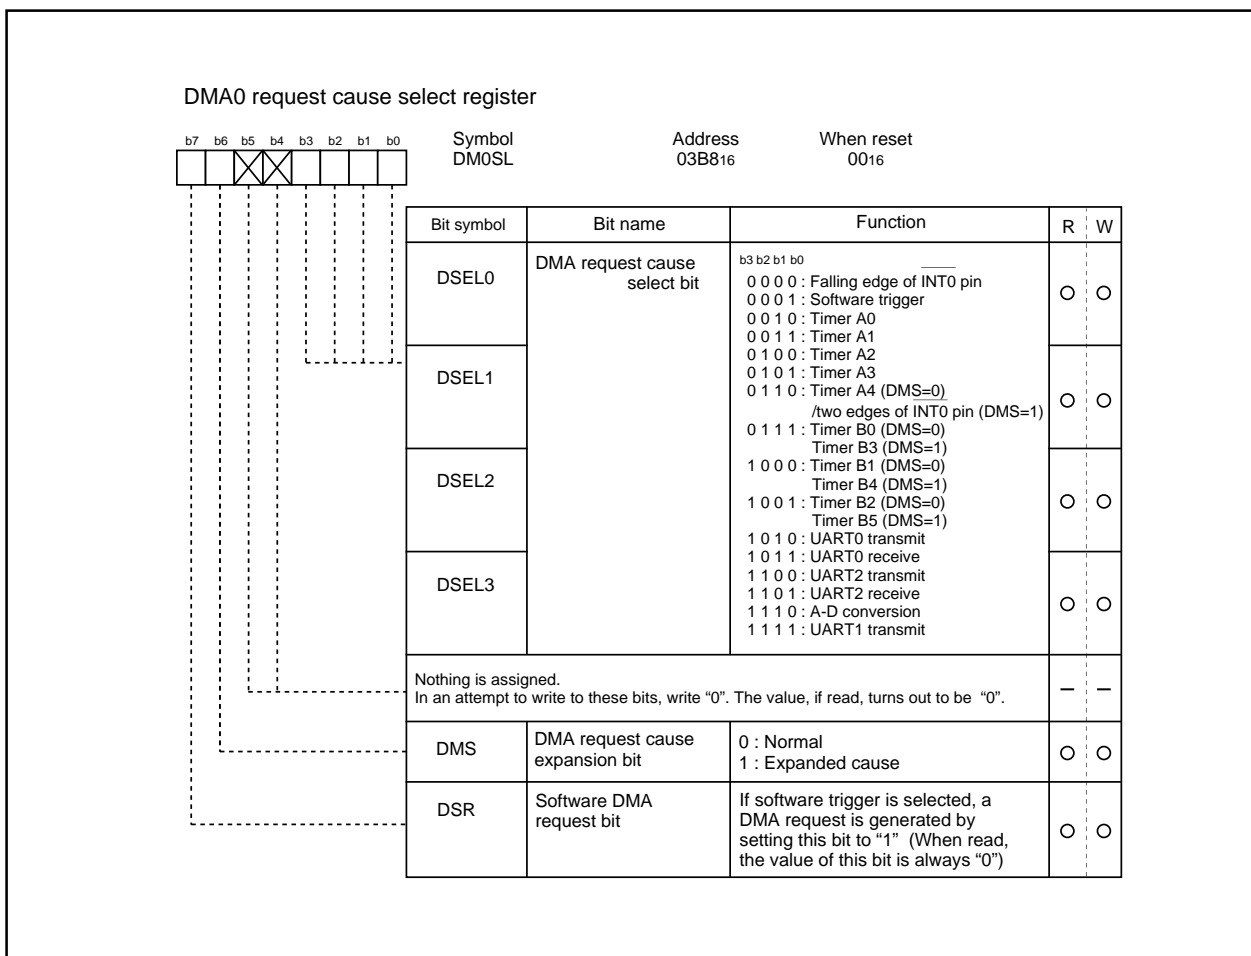 DMA0 request cause select register
b7 b6 b5 b4 b3 b2 b1 b0
Symbol Address When reset
DM0SL 03B816 0016
Bit symbol Bit name Function R W
DSEL0
DMA request cause
select bit
b3 b2 b1 b0
0 0 0 0 : Falling edge of INT0 pin
0 0 0 1 : Software trigger
0 0 1 0 : Timer A0
0 0 1 1 : Timer A1
0 1 0 0 : Timer A2
0 1 0 1 : Timer A3
0 1 1 0 : Timer A4 (DMS=0)
/two edges of INT0 pin (DMS=1)
0 1 1 1 : Timer B0 (DMS=0)
Timer B3 (DMS=1)
1 0 0 0 : Timer B1 (DMS=0)
Timer B4 (DMS=1)
1 0 0 1 : Timer B2 (DMS=0)
Timer B5 (DMS=1)
1 0 1 0 : UART0 transmit
1 0 1 1 : UART0 receive
1 1 0 0 : UART2 transmit
1 1 0 1 : UART2 receive
1 1 1 0 : A-D conversion
1 1 1 1 : UART1 transmit
DSEL1
DSEL2
DSEL3
Nothing is assigned.
In an attempt to write to these bits, write “0”. The value, if read, turns out to be “0”.
DMS
DMA request cause
expansion bit
0 : Normal
1 : Expanded cause
DSR
Software DMA
request bit
If software trigger is selected, a
DMA request is generated by
setting this bit to “1” (When read,
the value of this bit is always “0”)